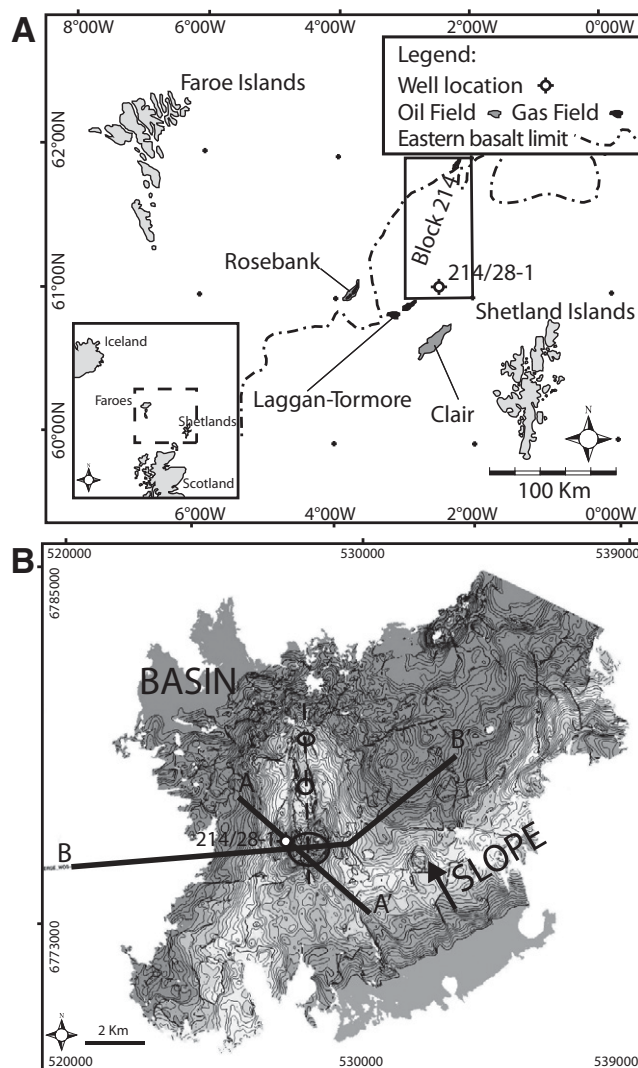 A
8°00'W
6°00'W
4°00'W
2°00'W
0°00'W
Legend:
Well location
Oil Field
Gas Field
Eastern basalt limit
Faroe Islands
62°00'N
Block 214
Rosebank
214/28-1
61°00'N
Shetland Islands
Iceland
Faroes
Shetlands
Laggan-Tormore
Clair
60°00'N
N
N
Scotland
100 Km
6°00'W
4°00'W
2°00'W
0°00'W
B
520000
530000
539000
6785000
BASIN
B'
A
214/28-1
B
SLOPE
A'
6773000
N
2 Km
520000
530000
539000